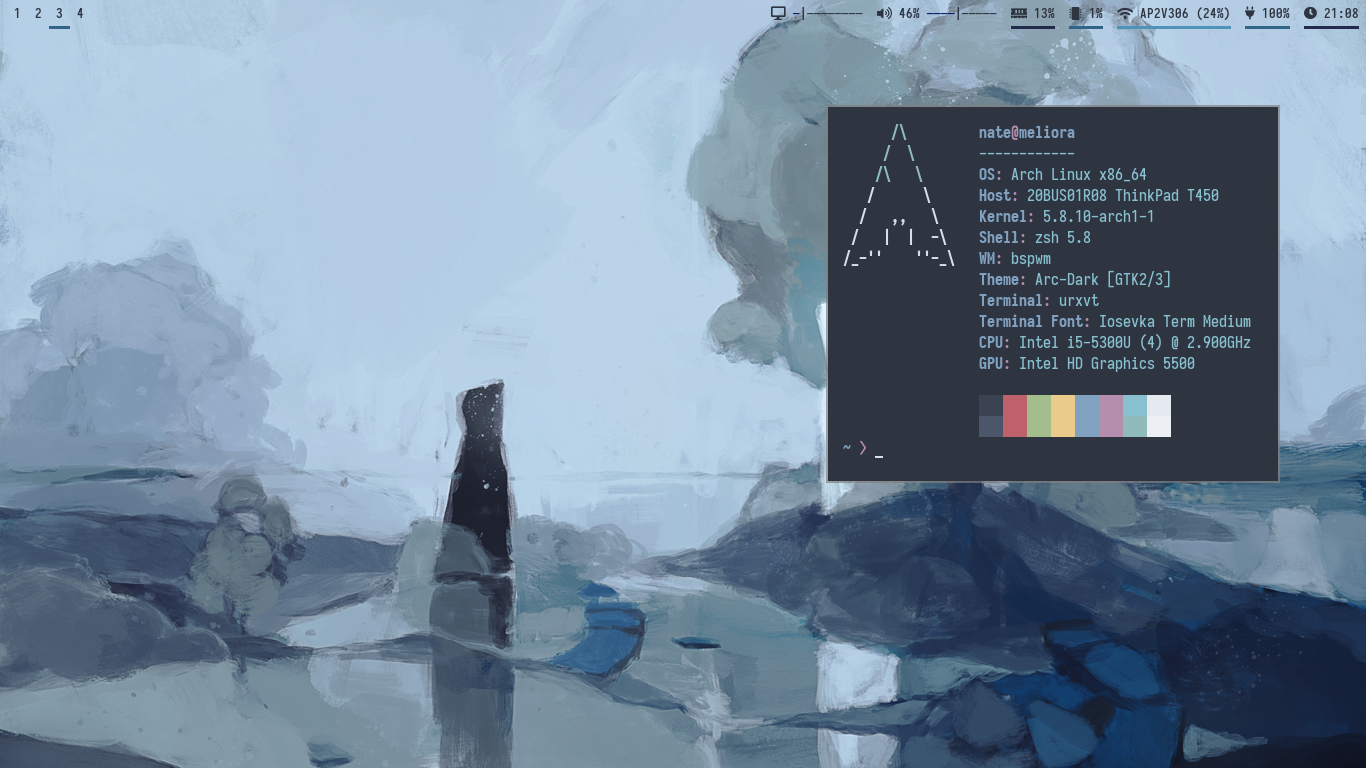 1 2 3 4 46% 13% 1% AP2V306 (24%) 100% 21:08
nate@meliora
------------
OS: Arch Linux x86_64
Host: 20BUS01R08 ThinkPad T450
Kernel: 5.8.10-arch1-1
Shell: zsh 5.8
WM: bspwm
Theme: Arc-Dark [GTK2/3]
Terminal: urxvt
Terminal Font: Iosevka Term Medium
CPU: Intel i5-5300U (4) @ 2.900GHz
GPU: Intel HD Graphics 5500
~ ❯ _